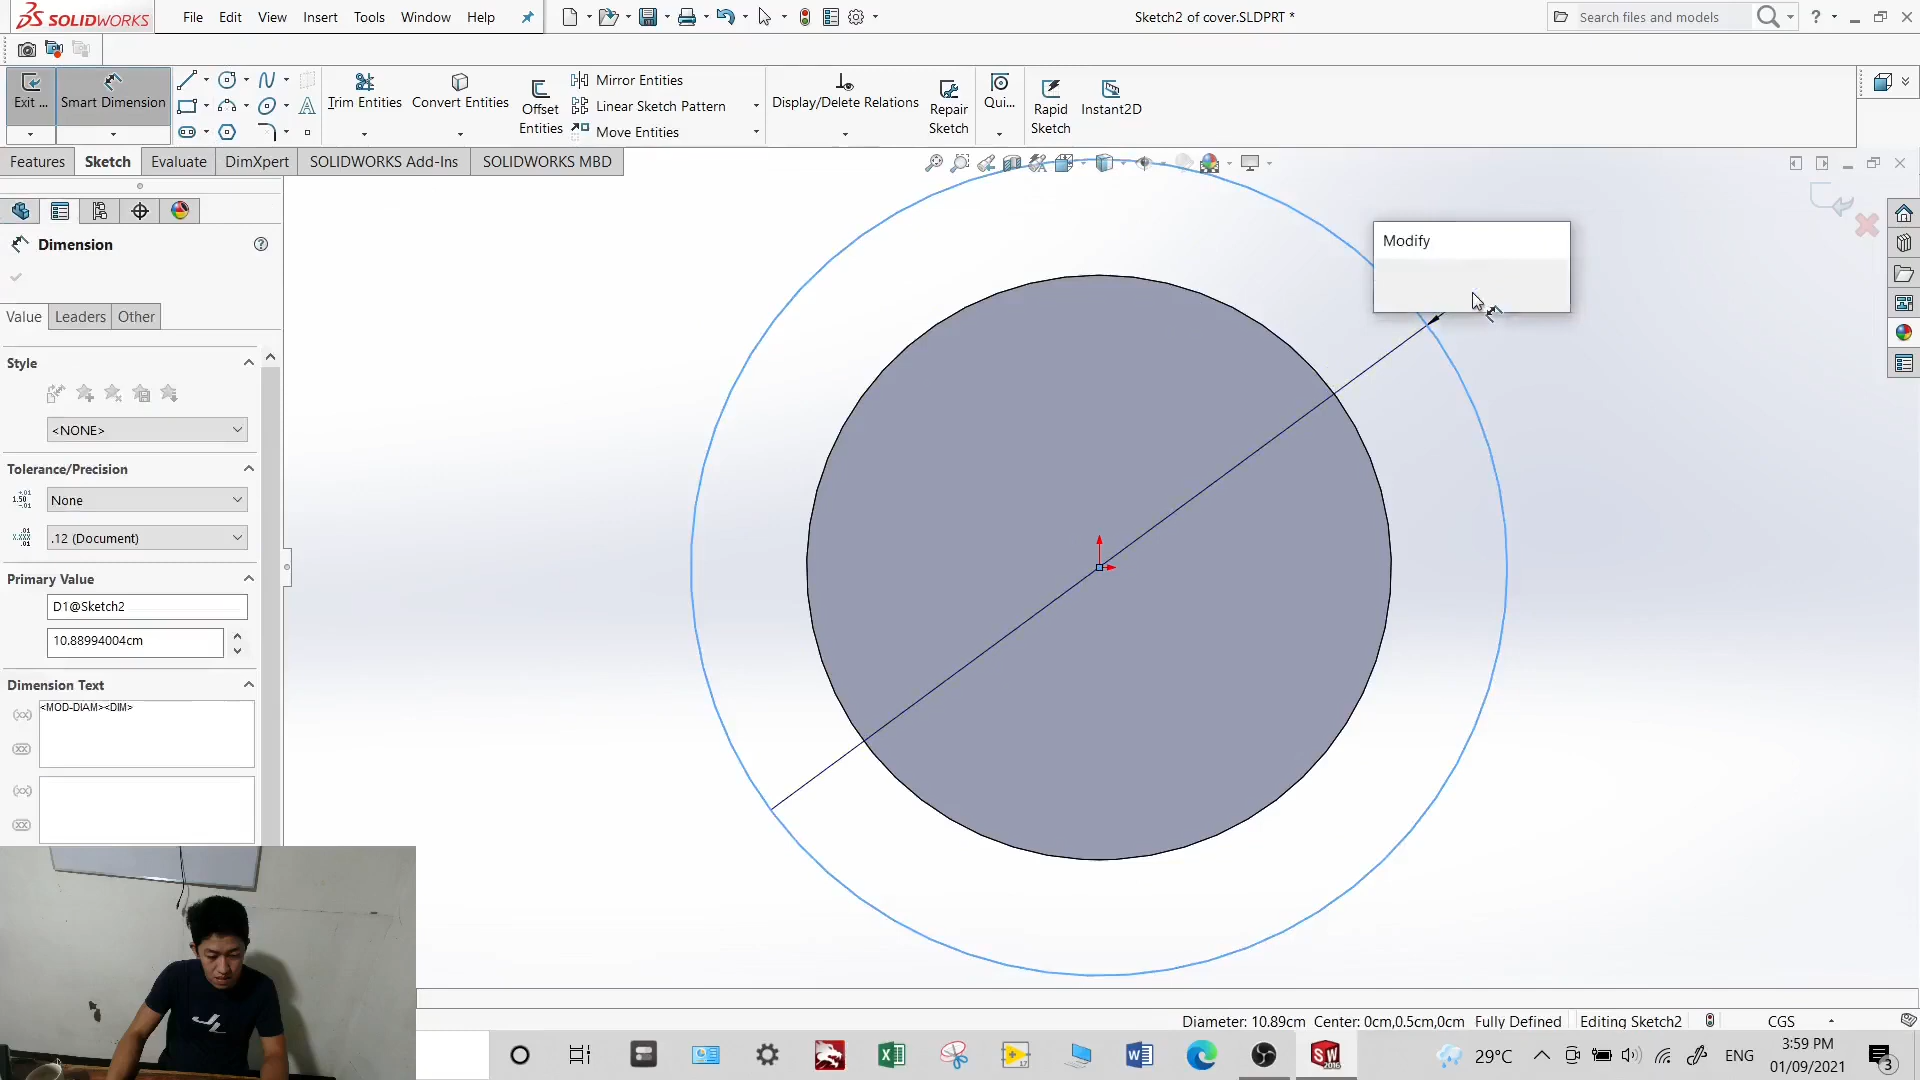 SOLIDWORKS File Edit View Insert Tools Window Help Sketch2 of cover.SLDPRT * Search files and models ?
Exit ... Smart Dimension Trim Entities Convert Entities Offset Entities Mirror Entities Linear Sketch Pattern Move Entities Display/Delete Relations Repair Sketch Qui... Rapid Sketch Instant2D
Features Sketch Evaluate DimXpert SOLIDWORKS Add-Ins SOLIDWORKS MBD
Dimension
Modify
Value Leaders Other
Style
<NONE>
Tolerance/Precision
None
.12 (Document)
Primary Value
D1@Sketch2
10.88994004cm
Dimension Text
<MOD-DIAM><DIM>
Diameter: 10.89cm Center: 0cm,0.5cm,0cm Fully Defined Editing Sketch2 CGS
29°C ENG 3:59 PM
01/09/2021 3